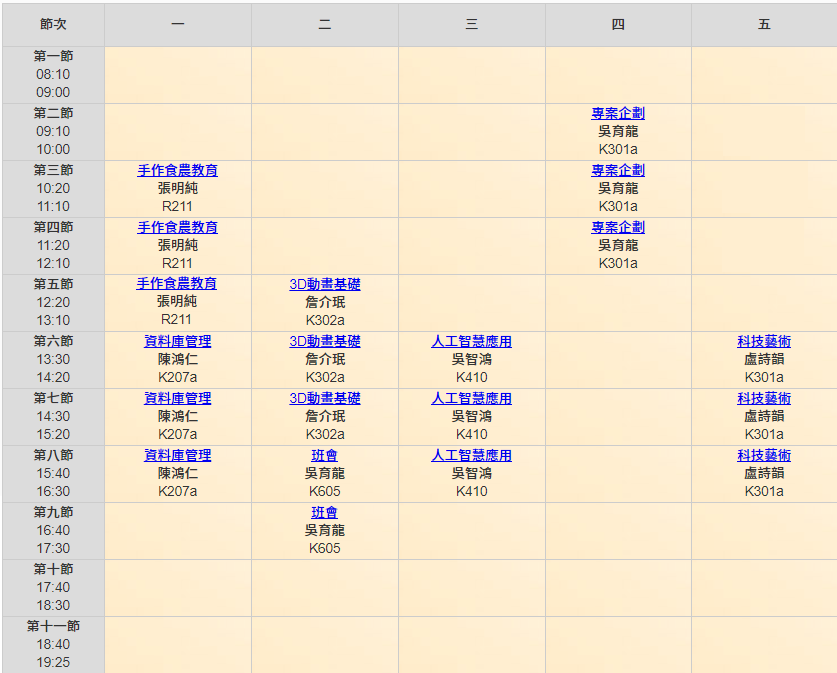 節次 一 二 三 四 五
第一節
08:10
09:00
第二節 專案企劃
09:10 吳育龍
10:00 K301a
第三節 手作食農教育 專案企劃
10:20 張明純 吳育龍
11:10 R211 K301a
第四節 手作食農教育 專案企劃
11:20 張明純 吳育龍
12:10 R211 K301a
第五節 手作食農教育 3D動畫基礎
12:20 張明純 詹介珉
13:10 R211 K302a
第六節 資料庫管理 3D動畫基礎 人工智慧應用 科技藝術
13:30 陳鴻仁 詹介珉 吳智鴻 盧詩韻
14:20 K207a K302a K410 K301a
第七節 資料庫管理 3D動畫基礎 人工智慧應用 科技藝術
14:30 陳鴻仁 詹介珉 吳智鴻 盧詩韻
15:20 K207a K302a K410 K301a
第八節 資料庫管理 班會 人工智慧應用 科技藝術
15:40 陳鴻仁 吳育龍 吳智鴻 盧詩韻
16:30 K207a K605 K410 K301a
第九節 班會
16:40 吳育龍
17:30 K605
第十節
17:40
18:30
第十一節
18:40
19:25